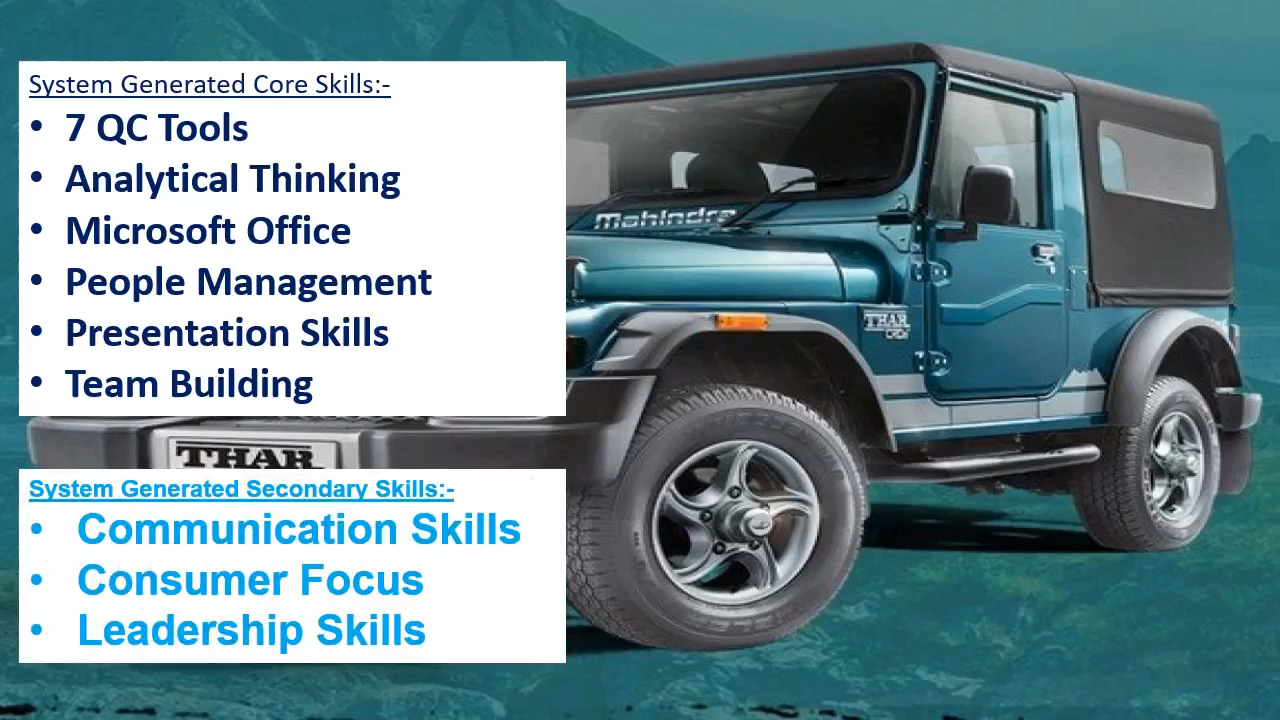 System Generated Core Skills:-
• 7 QC Tools
• Analytical Thinking
• Microsoft Office
• People Management
• Presentation Skills
• Team Building
Mahindra
THAR
CRDe
THAR
System Generated Secondary Skills:-
• Communication Skills
• Consumer Focus
• Leadership Skills